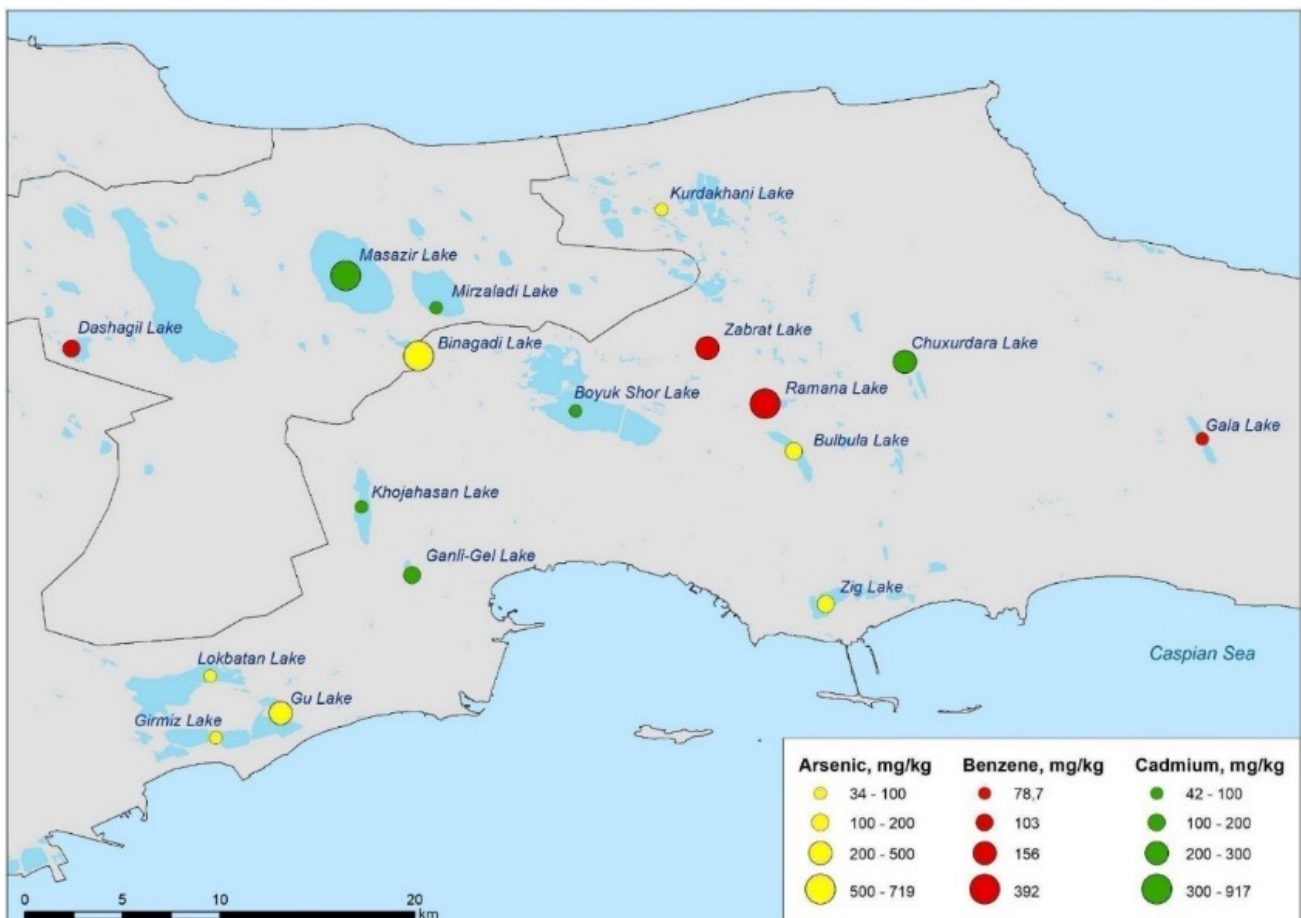 Kurdakhani Lake
Masazir Lake
Mirzaladi Lake
Dashagil Lake
Binagadi Lake
Zabrat Lake
Chuxurdara Lake
Boyuk Shor Lake
Ramana Lake
Bulbula Lake
Gala Lake
Khojahasan Lake
Ganli-Gel Lake
Zig Lake
Caspian Sea
Lokbatan Lake
Gu Lake
Girmiz Lake
Arsenic, mg/kg Benzene, mg/kg Cadmium, mg/kg
34 - 100 78,7 42 - 100
100 - 200 103 100 - 200
200 - 500 156 200 - 300
500 - 719 392 300 - 917
0 5 10 20
km